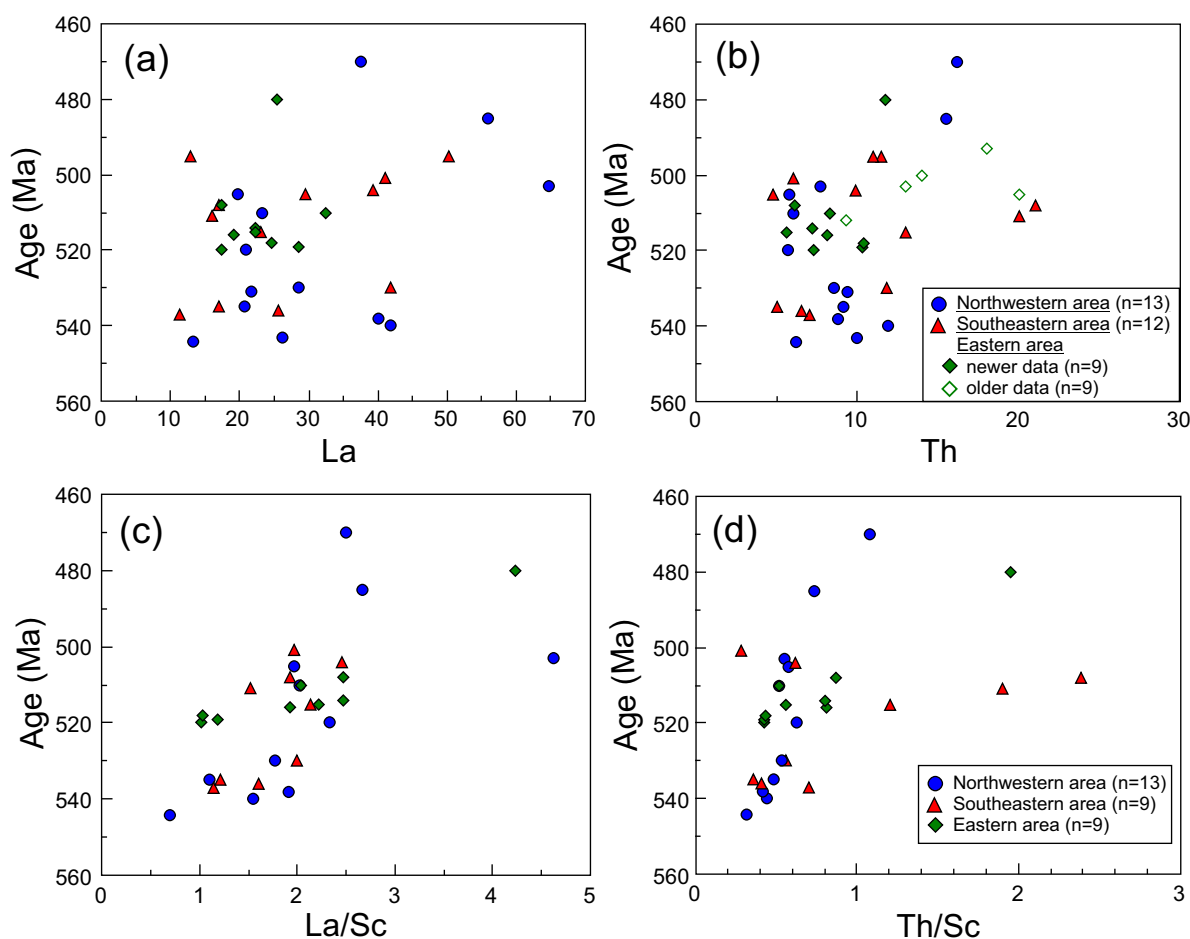 (a)
460
480
500
520
540
560
Age (Ma)
0 10 20 30 40 50 60 70
La
(b)
460
480
500
520
540
560
Age (Ma)
0 10 20 30
Th
Northwestern area (n=13)
Southeastern area (n=12)
Eastern area
newer data (n=9)
older data (n=9)
(c)
460
480
500
520
540
560
Age (Ma)
0 1 2 3 4 5
La/Sc
(d)
460
480
500
520
540
560
Age (Ma)
0 1 2 3
Th/Sc
Northwestern area (n=13)
Southeastern area (n=9)
Eastern area (n=9)